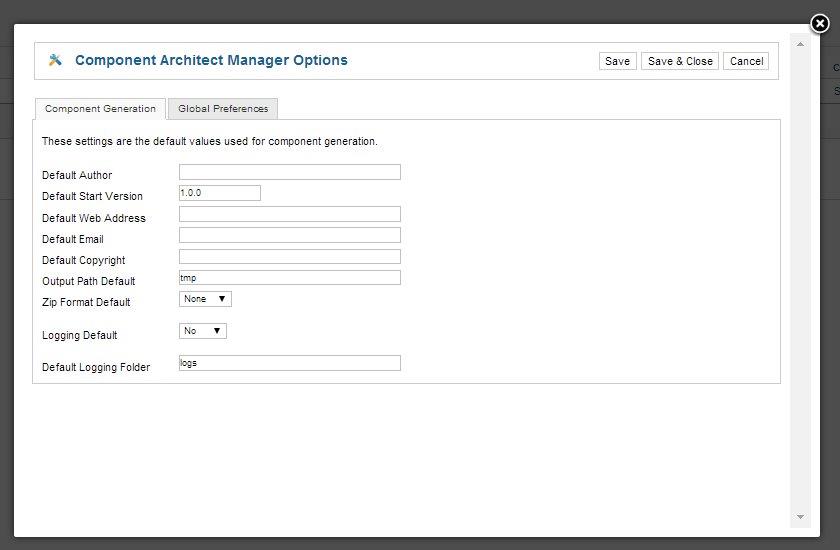 Component Architect Manager Options
Save Save & Close Cancel
Component Generation Global Preferences
These settings are the default values used for component generation.
Default Author
Default Start Version 1.0.0
Default Web Address
Default Email
Default Copyright
Output Path Default tmp
Zip Format Default None
Logging Default No
Default Logging Folder logs